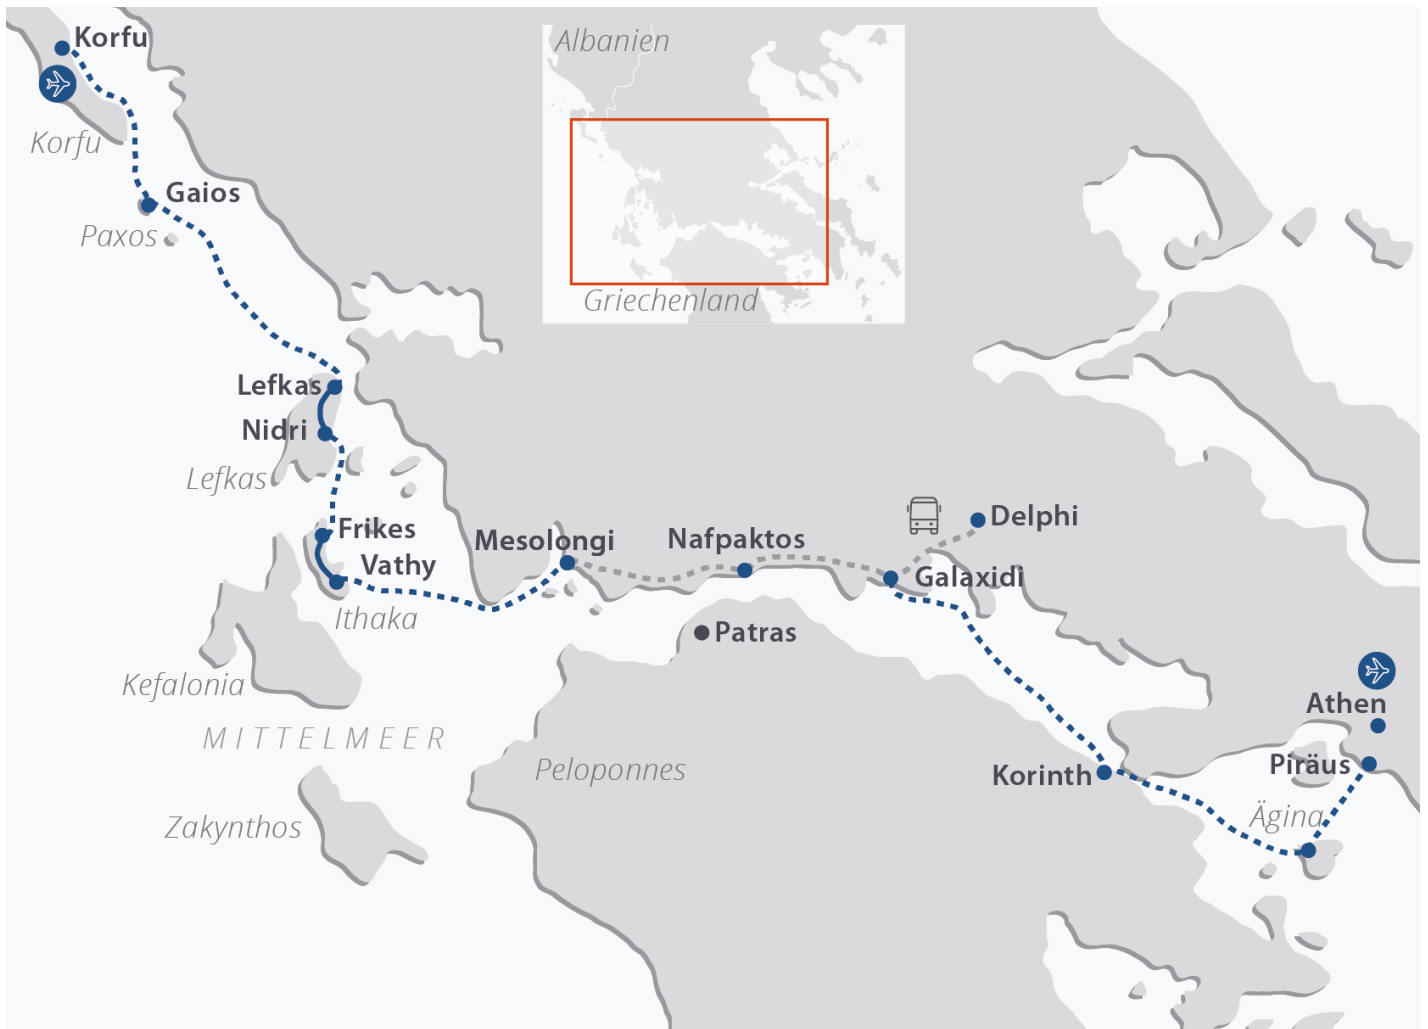 Korfu
Albanien
Korfu
Gaios
Paxos
Griechenland
Lefkas
Nidri
Lefkas
Delphi
Frikes
Mesolongi
Nafpaktos
Vathy
Galaxidi
Ithaka
Patras
Kefalonia
Athen
MITTELMEER
Peloponnes
Piräus
Korinth
Ägina
Zakynthos